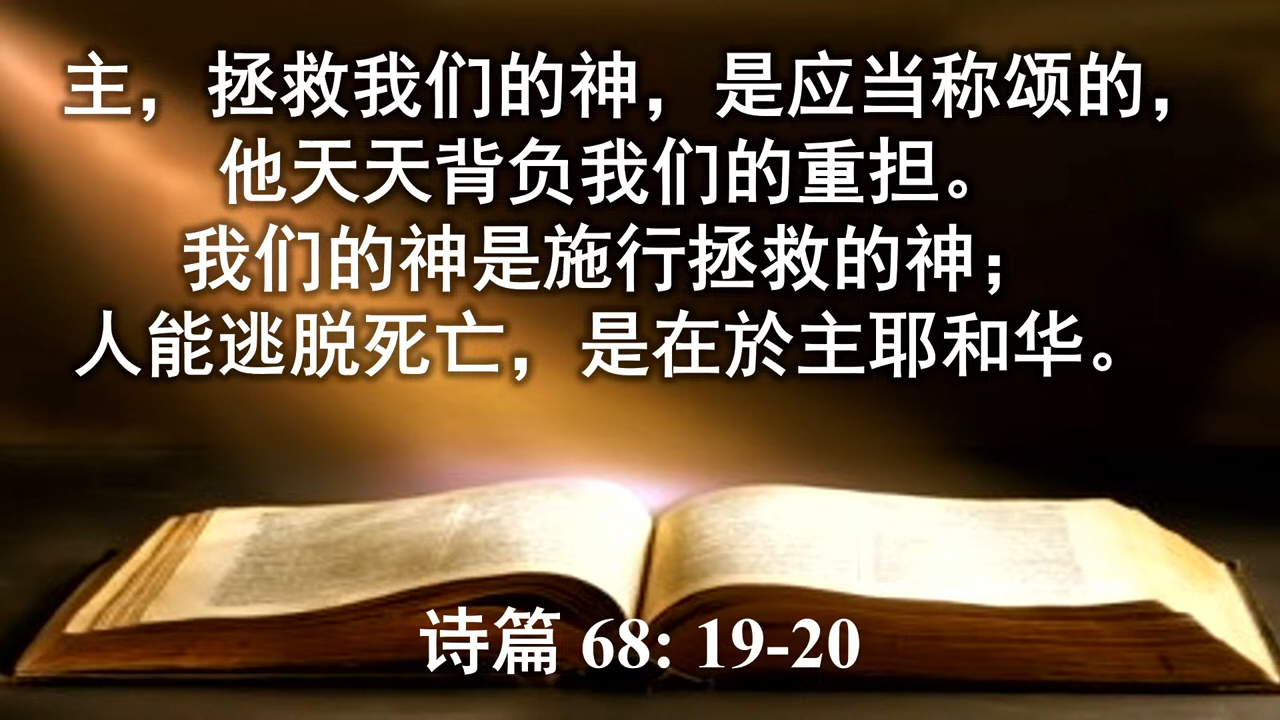 主，拯救我们的神，是应当称颂的，
他天天背负我们的重担。
我们的神是施行拯救的神；
人能逃脱死亡，是在於主耶和华。
诗篇 68: 19-20